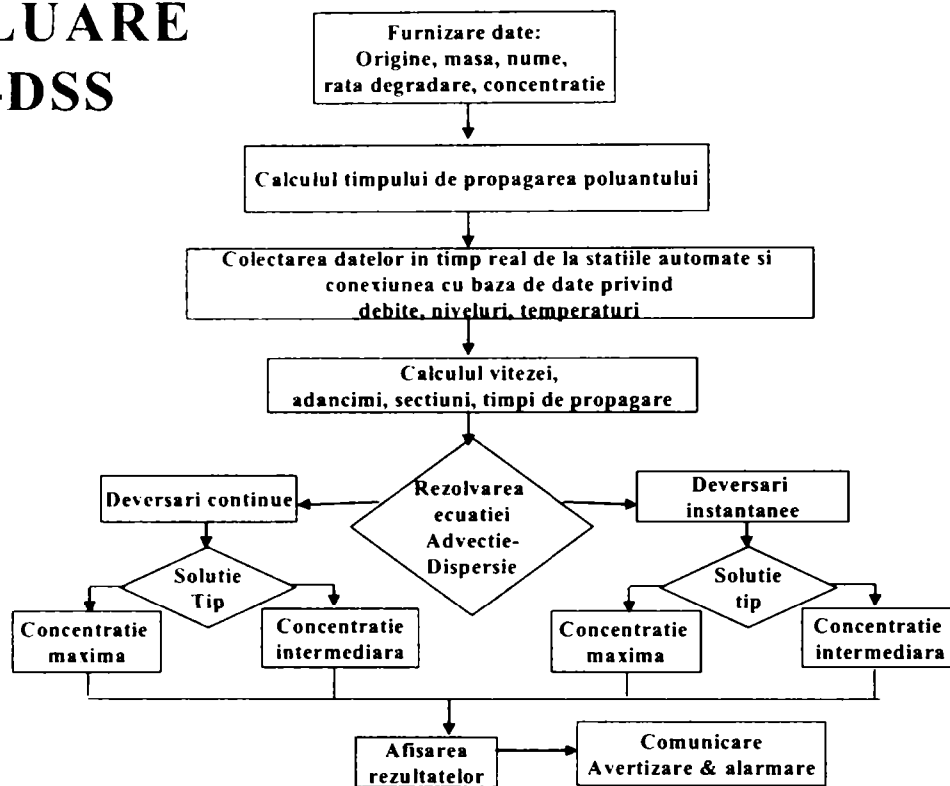 LUARE
-DSS
Furnizare date:
Origine, masa, nume,
rata degradare, concentratie
Calculul timpului de propagarea poluantului
Colectarea datelor in timp real de la statiile automate si
conexiunea cu baza de date privind
debite, niveluri, temperaturi
Calculul vitezei,
adancimi, sectiuni, timpi de propagare
Deversari continue
Rezolvarea
ecuatiei
Advectie-
Dispersie
Deversari
instantanee
Solutie
Tip
Solutie
tip
Concentratie
maxima
Concentratie
intermediara
Concentratie
maxima
Concentratie
intermediara
Afisarea
rezultatelor
Comunicare
Avertizare & alarmare